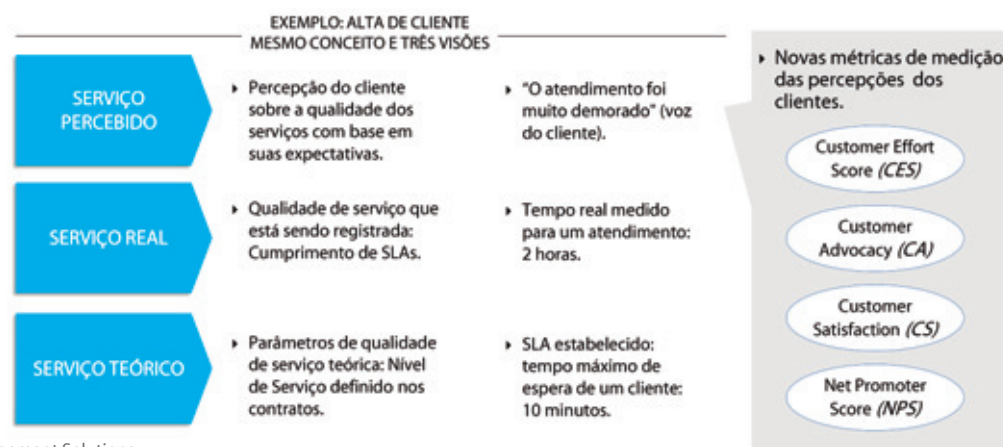 EXEMPLO: ALTA DE CLIENTE
MESMO CONCEITO E TRÊS VISÕES
SERVIÇO
PERCEBIDO
▸ Percepção do cliente
sobre a qualidade dos
serviços com base em
suas expectativas.
▸ "O atendimento foi
muito demorado" (voz
do cliente).
SERVIÇO REAL
▸ Qualidade de serviço que
está sendo registrada:
Cumprimento de SLAs.
▸ Tempo real medido
para um atendimento:
2 horas.
SERVIÇO TEÓRICO
▸ Parâmetros de qualidade
de serviço teórica: Nível
de Serviço definido nos
contratos.
▸ SLA estabelecido:
tempo máximo de
espera de um cliente:
10 minutos.
▸ Novas métricas de medição
das percepções dos
clientes.
Customer Effort
Score (CES)
Customer
Advocacy (CA)
Customer
Satisfaction (CS)
Net Promoter
Score (NPS)